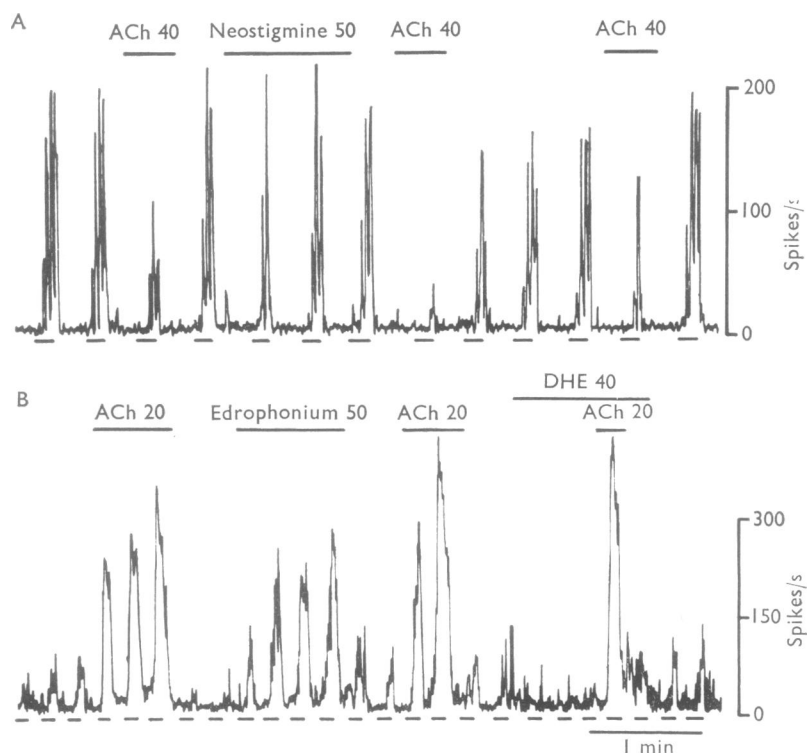 A
ACh 40 Neostigmine 50 ACh 40 ACh 40
200
100
0
Spikes/s
B
DHE 40
ACh 20 Edrophonium 50 ACh 20 ACh 20
300
150
0
Spikes/s
1 min